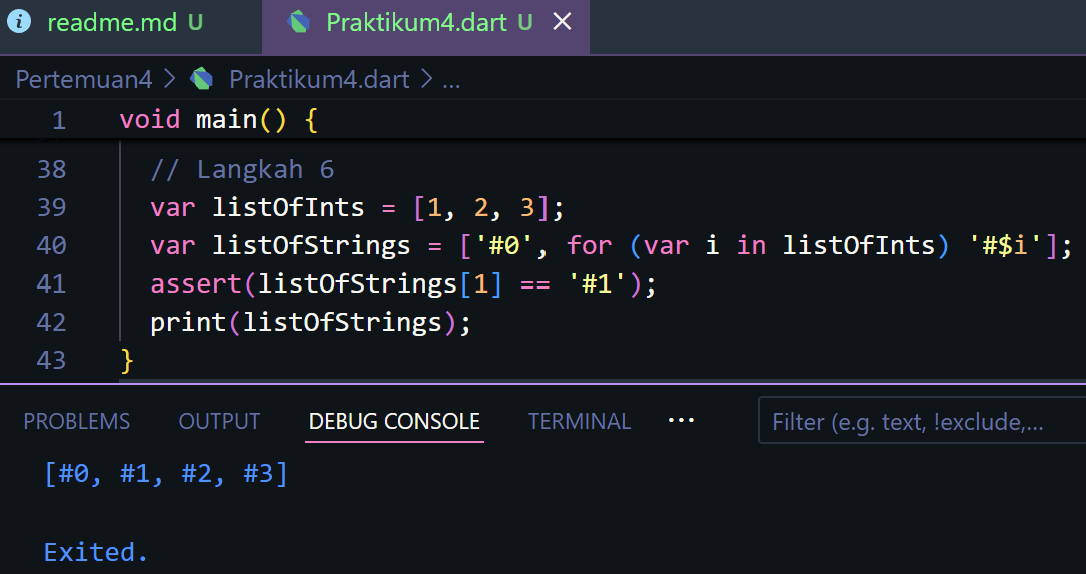 readme.md U Praktikum4.dart U
Pertemuan4 > Praktikum4.dart > ...
1 void main() {
38 // Langkah 6
39 var listOfInts = [1, 2, 3];
40 var listOfStrings = ['#0', for (var i in listOfInts) '#$i'];
41 assert(listOfStrings[1] == '#1');
42 print(listOfStrings);
43 }
PROBLEMS OUTPUT DEBUG CONSOLE TERMINAL ... Filter (e.g. text, !exclude,...
[#0, #1, #2, #3]
Exited.